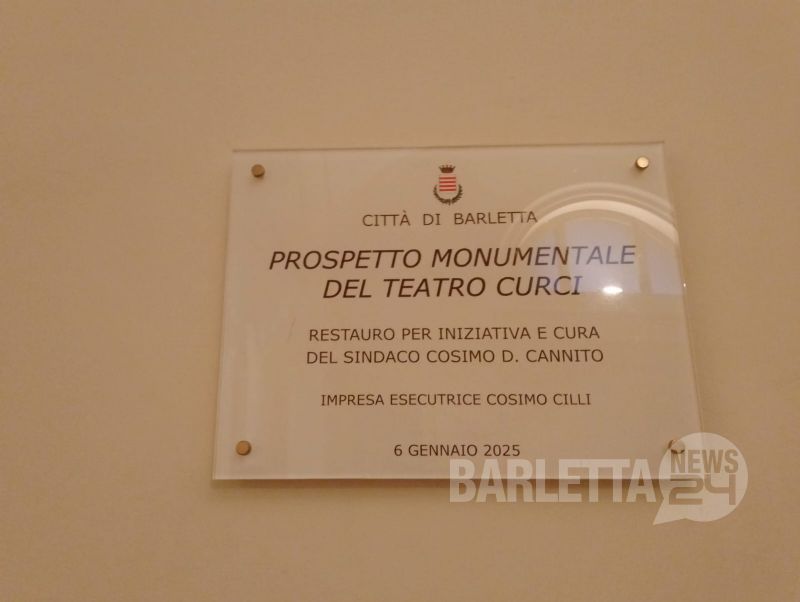 CITTÀ DI BARLETTA
PROSPETTO MONUMENTALE
DEL TEATRO CURCI
RESTAURO PER INIZIATIVA E CURA
DEL SINDACO COSIMO D. CANNITO
IMPRESA ESECUTRICE COSIMO CILLI
6 GENNAIO 2025
BARLETTA NEWS
24